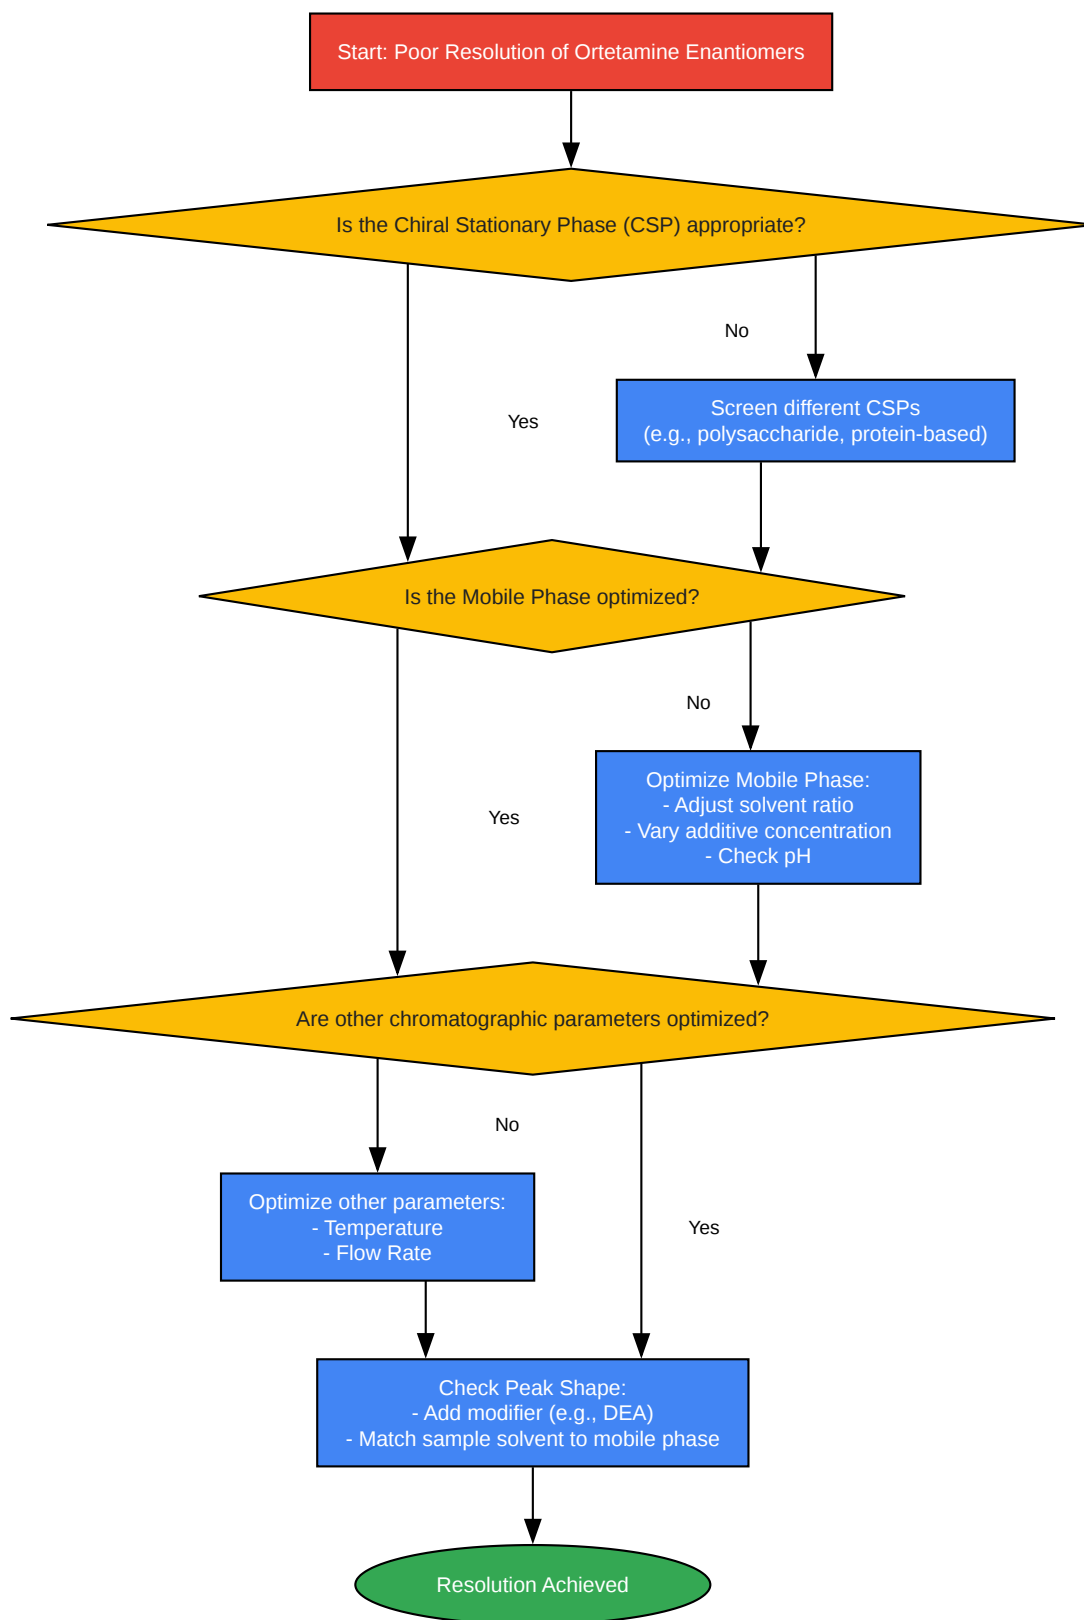 Start: Poor Resolution of Ortetamine Enantiomers
Is the Chiral Stationary Phase (CSP) appropriate?
No
Yes
Screen different CSPs
(e.g., polysaccharide, protein-based)
Is the Mobile Phase optimized?
No
Yes
Optimize Mobile Phase:
- Adjust solvent ratio
- Vary additive concentration
- Check pH
Are other chromatographic parameters optimized?
No
Yes
Optimize other parameters:
- Temperature
- Flow Rate
Check Peak Shape:
- Add modifier (e.g., DEA)
- Match sample solvent to mobile phase
Resolution Achieved